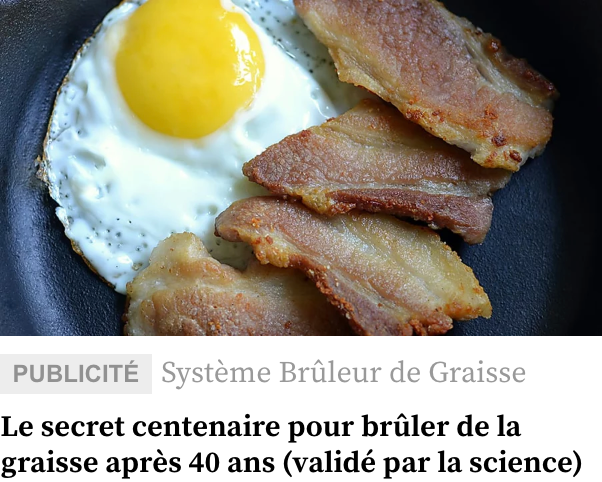 PUBLICITÉ Système Brûleur de Graisse
Le secret centenaire pour brûler de la
graisse après 40 ans (validé par la science)